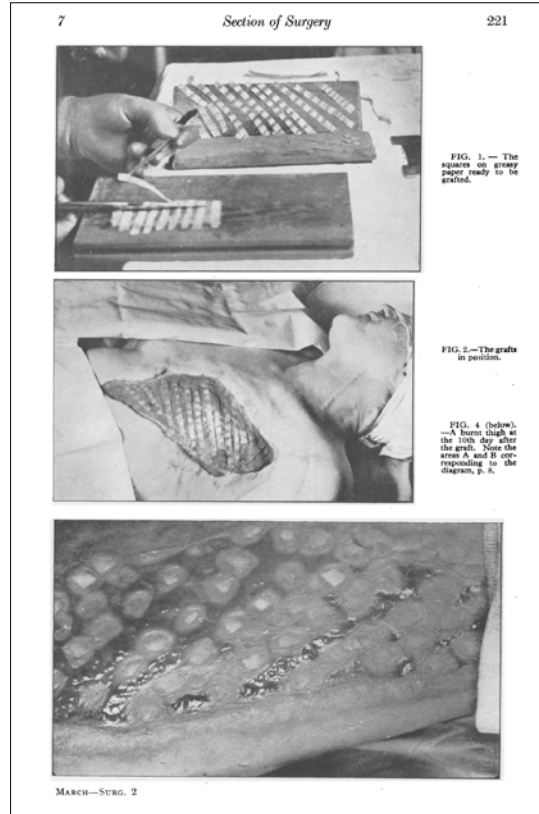 7 Section of Surgery 221
FIG. 1. — The
squares on greasy
paper ready to be
grafted.
FIG. 2.—The grafts
in position.
FIG. 4 (below).
—A burnt thigh at
the 10th day after
the graft. Note the
areas A and B cor-
responding to the
diagram, p. 8.
MARCH—SURG. 2